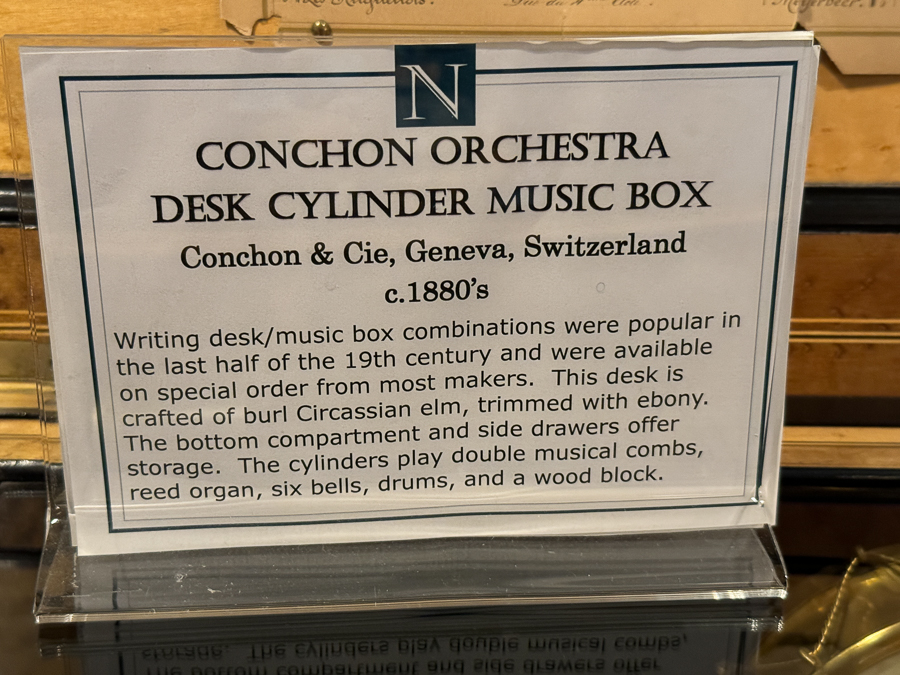 N
CONCHON ORCHESTRA
DESK CYLINDER MUSIC BOX
Conchon & Cie, Geneva, Switzerland
c.1880's
Writing desk/music box combinations were popular in
the last half of the 19th century and were available
on special order from most makers.  This desk is
crafted of burl Circassian elm, trimmed with ebony.
The bottom compartment and side drawers offer
storage.  The cylinders play double musical combs,
reed organ, six bells, drums, and a wood block.